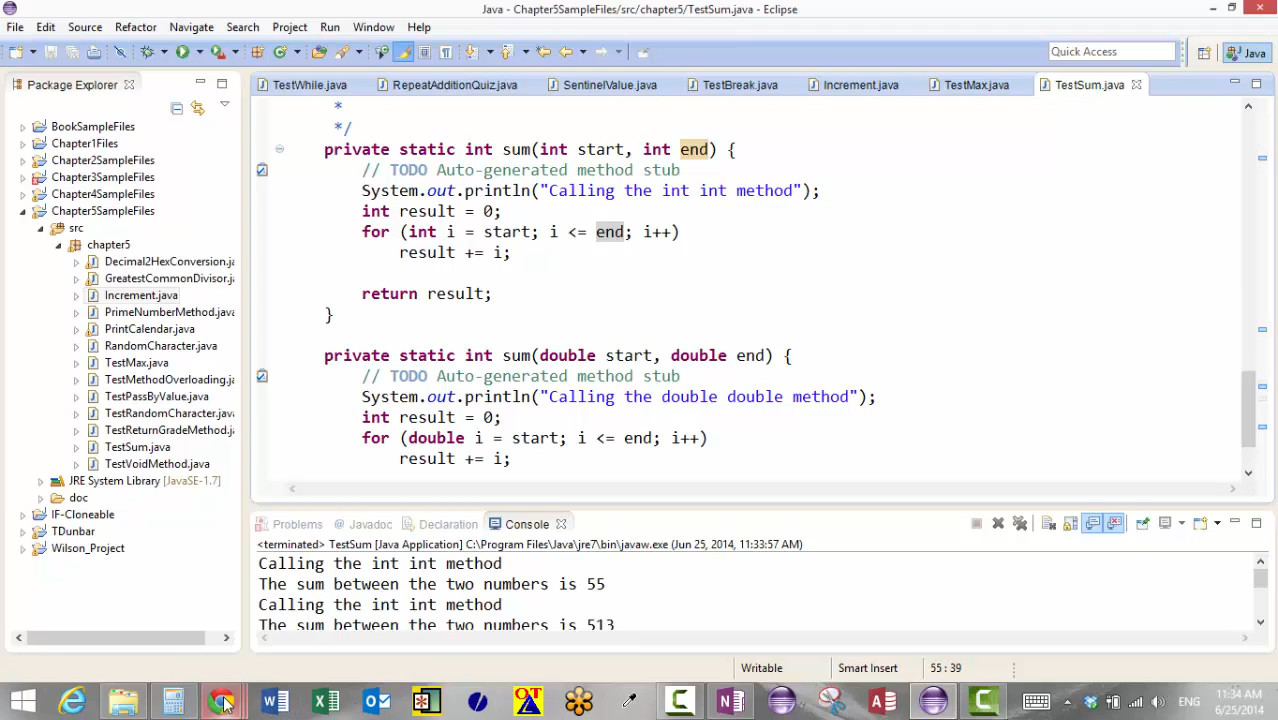 Java - Chapter5SampleFiles/src/chapter5/TestSum.java - Eclipse
File Edit Source Refactor Navigate Search Project Run Window Help
Quick Access
Java
Package Explorer
TestWhile.java RepeatAdditionQuiz.java SentinelValue.java TestBreak.java Increment.java TestMax.java TestSum.java
BookSampleFiles
Chapter1Files
Chapter2SampleFiles
Chapter3SampleFiles
Chapter4SampleFiles
Chapter5SampleFiles
src
chapter5
Decimal2HexConversion.ja
GreatestCommonDivisor.ja
Increment.java
PrimeNumberMethod.java
PrintCalendar.java
RandomCharacter.java
TestMax.java
TestMethodOverloading.java
TestPassByValue.java
TestRandomCharacter.java
TestReturnGradeMethod.java
TestSum.java
TestVoidMethod.java
JRE System Library [JavaSE-1.7]
doc
IF-Cloneable
TDunbar
Wilson_Project
*
*/
private static int sum(int start, int end) {
// TODO Auto-generated method stub
System.out.println("Calling the int int method");
int result = 0;
for (int i = start; i <= end; i++)
result += i;
return result;
}
private static int sum(double start, double end) {
// TODO Auto-generated method stub
System.out.println("Calling the double double method");
int result = 0;
for (double i = start; i <= end; i++)
result += i;
Problems @ Javadoc Declaration Console
<terminated> TestSum [Java Application] C:\Program Files\Java\jre7\bin\javaw.exe (Jun 25, 2014, 11:33:57 AM)
Calling the int int method
The sum between the two numbers is 55
Calling the int int method
The sum between the two numbers is 513
Writable Smart Insert 55 : 39
ENG
11:34 AM
6/25/2014